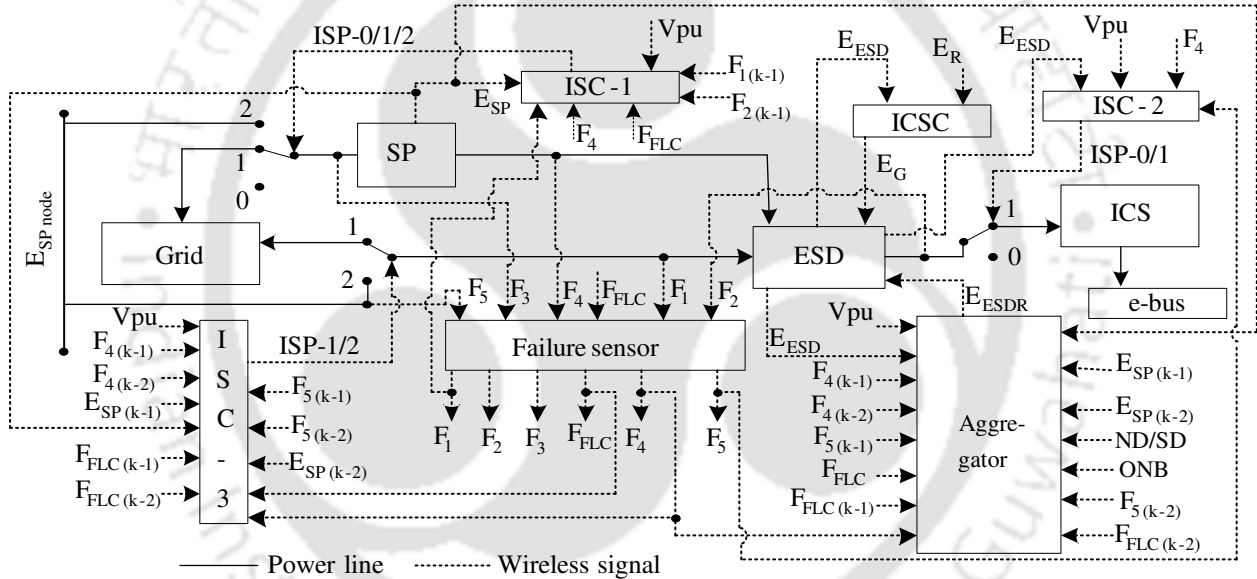 ISP-0/1/2
Vpu
E_SP
ISC - 1
F_1(k-1)
F_2(k-1)
F_4
F_FLC
E_ESD
E_R
ICSC
E_G
E_ESD
Vpu
F_4
ISC - 2
ISP-0/1
2
1
0
SP
E_SP node
Grid
1
2
ESD
1
0
ICS
e-bus
E_ESDR
F_5
F_3
F_4
F_FLC
F_1
F_2
Failure sensor
E_ESD
F_1
F_2
F_3
F_FLC
F_4
F_5
Vpu
F_4(k-1)
F_4(k-2)
E_SP(k-1)
F_FLC(k-1)
F_FLC(k-2)
I
S
C
-
3
ISP-1/2
F_5(k-1)
F_5(k-2)
E_SP(k-2)
Vpu
F_4(k-1)
F_4(k-2)
F_5(k-1)
F_FLC
F_FLC(k-1)
Aggre-
gator
E_SP(k-1)
E_SP(k-2)
ND/SD
ONB
F_5(k-2)
F_FLC(k-2)
Power line
Wireless signal
Guwahati